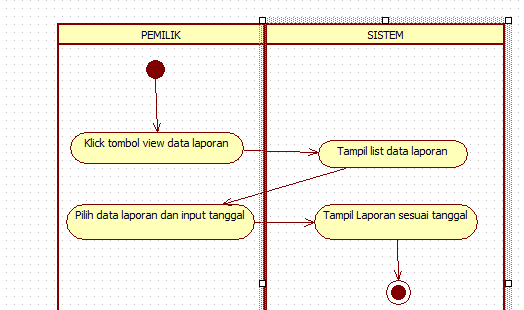 PEMILIK
SISTEM
Klick tombol view data laporan
Tampil list data laporan
Pilih data laporan dan input tanggal
Tampil Laporan sesuai tanggal